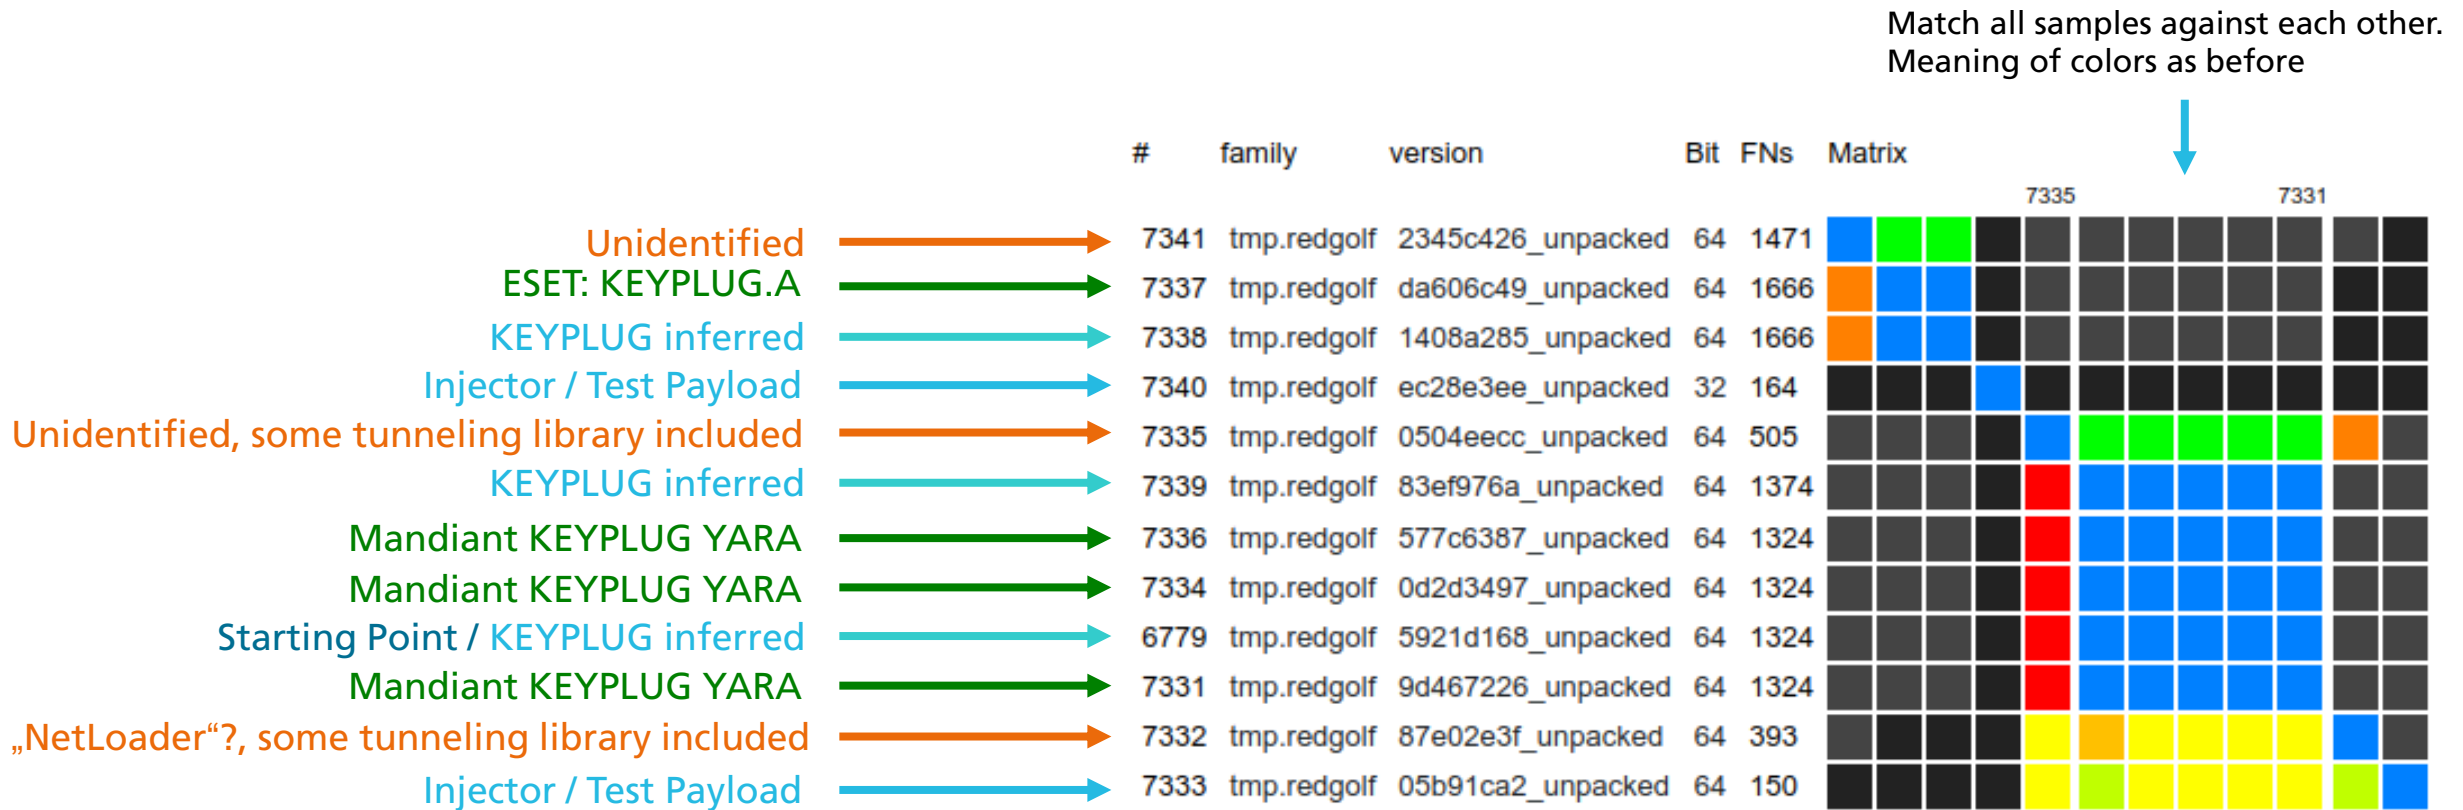 Match all samples against each other.
Meaning of colors as before
# family version Bit FNs Matrix
7335 7331
Unidentified 7341 tmp.redgolf 2345c426_unpacked 64 1471
ESET: KEYPLUG.A 7337 tmp.redgolf da606c49_unpacked 64 1666
KEYPLUG inferred 7338 tmp.redgolf 1408a285_unpacked 64 1666
Injector / Test Payload 7340 tmp.redgolf ec28e3ee_unpacked 32 164
Unidentified, some tunneling library included 7335 tmp.redgolf 0504eecc_unpacked 64 505
KEYPLUG inferred 7339 tmp.redgolf 83ef976a_unpacked 64 1374
Mandiant KEYPLUG YARA 7336 tmp.redgolf 577c6387_unpacked 64 1324
Mandiant KEYPLUG YARA 7334 tmp.redgolf 0d2d3497_unpacked 64 1324
Starting Point / KEYPLUG inferred 6779 tmp.redgolf 5921d168_unpacked 64 1324
Mandiant KEYPLUG YARA 7331 tmp.redgolf 9d467226_unpacked 64 1324
„NetLoader“?, some tunneling library included 7332 tmp.redgolf 87e02e3f_unpacked 64 393
Injector / Test Payload 7333 tmp.redgolf 05b91ca2_unpacked 64 150